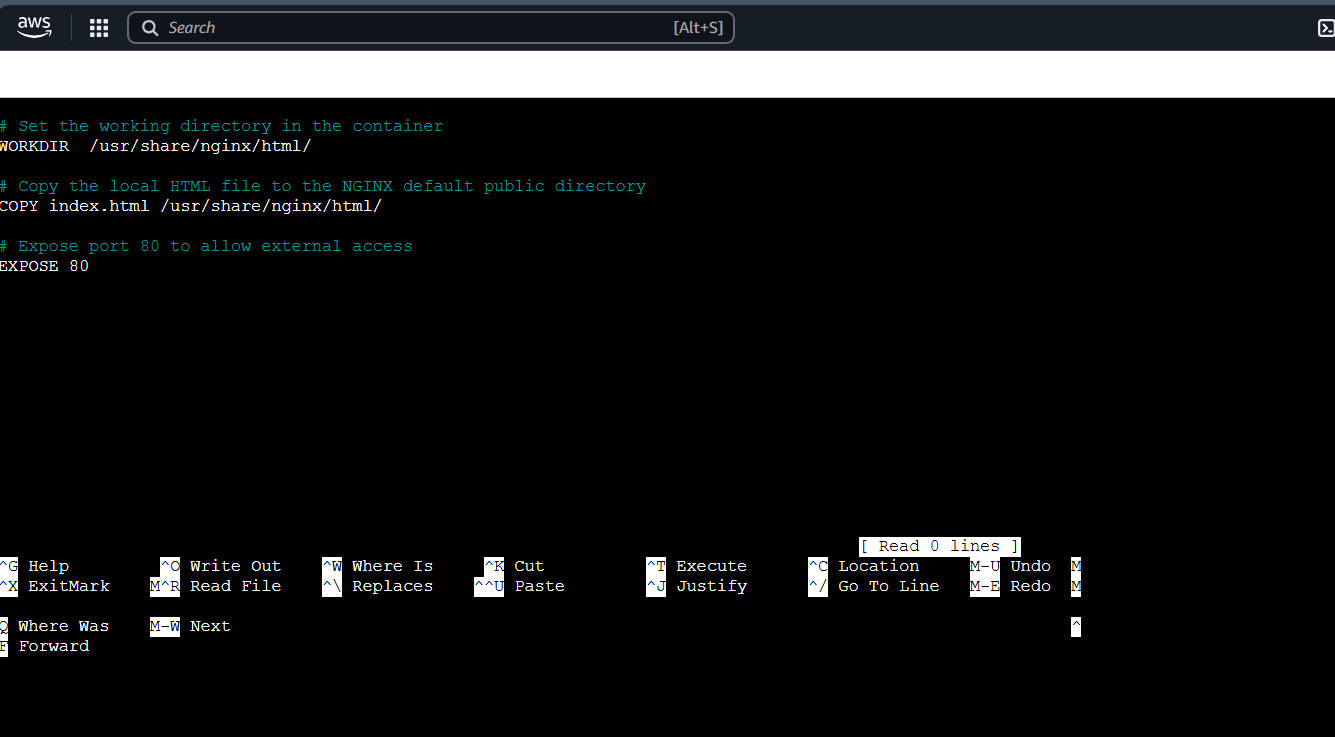 aws
Search [Alt+S]
# Set the working directory in the container
WORKDIR  /usr/share/nginx/html/
# Copy the local HTML file to the NGINX default public directory
COPY index.html /usr/share/nginx/html/
# Expose port 80 to allow external access
EXPOSE 80
[ Read 0 lines ]
^G Help ^O Write Out ^W Where Is ^K Cut ^T Execute ^C Location M-U Undo M
^X ExitMark M^R Read File ^\ Replaces ^^U Paste ^J Justify ^/ Go To Line M-E Redo M
Q Where Was M-W Next ^
F Forward